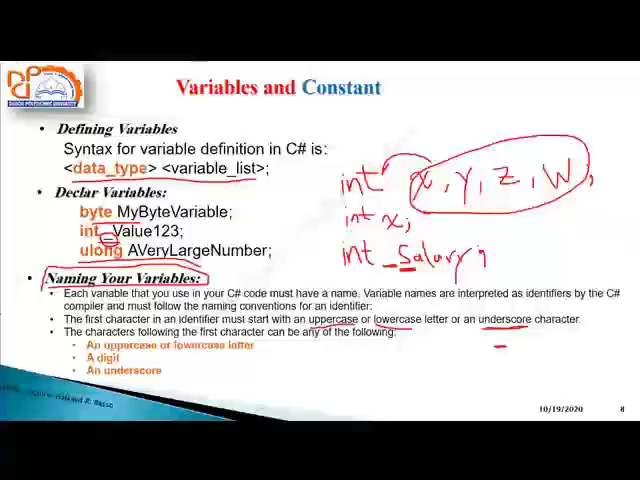 Variables and Constant
DPU
DUHOK POLYTECHNIC UNIVERSITY
• Defining Variables
Syntax for variable definition in C# is:
<data_type> <variable_list>;
• Declar Variables:
byte MyByteVariable;
int _Value123;
ulong AVeryLargeNumber;
int x, Y, Z, W;
int x;
int _Salary;
• Naming Your Variables:
Each variable that you use in your C# code must have a name. Variable names are interpreted as identifiers by the C#
compiler and must follow the naming conventions for an identifier:
The first character in an identifier must start with an uppercase or lowercase letter or an underscore character.
The characters following the first character can be any of the following:
• An uppercase or lowercase letter
• A digit
• An underscore
_
10/19/2020
8